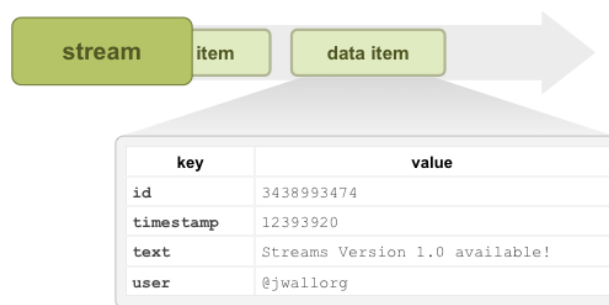 stream item data item
key value
id 3438993474
timestamp 12393920
text Streams Version 1.0 available!
user @jwallorg